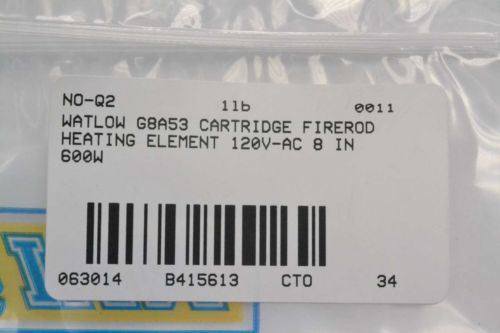 NO-Q2 1lb 0011
WATLOW G8A53 CARTRIDGE FIREROD
HEATING ELEMENT 120V-AC 8 IN
600W
063014 B415613 CTO 34